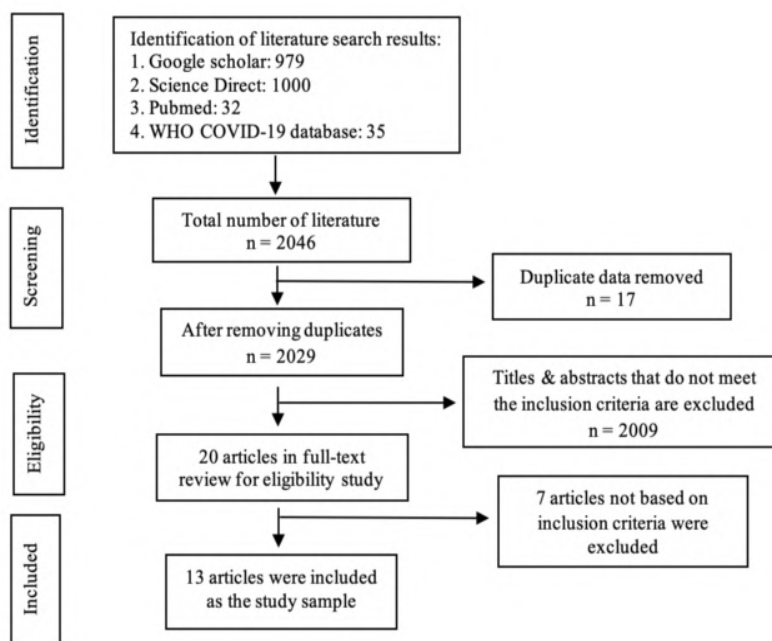 Identification
Identification of literature search results:
1. Google scholar: 979
2. Science Direct: 1000
3. Pubmed: 32
4. WHO COVID-19 database: 35
Screening
Total number of literature
n = 2046
Duplicate data removed
n = 17
After removing duplicates
n = 2029
Eligibility
Titles & abstracts that do not meet
the inclusion criteria are excluded
n = 2009
20 articles in full-text
review for eligibility study
7 articles not based on
inclusion criteria were
excluded
Included
13 articles were included
as the study sample